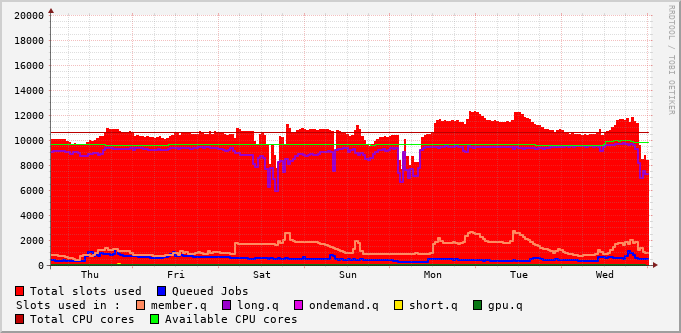 20000
18000
16000
14000
12000
10000
8000
6000
4000
2000
0
Thu Fri Sat Sun Mon Tue Wed
RRDTOOL / TOBI OETIKER
Total slots used Queued Jobs
Slots used in : member.q long.q ondemand.q short.q gpu.q
Total CPU cores Available CPU cores